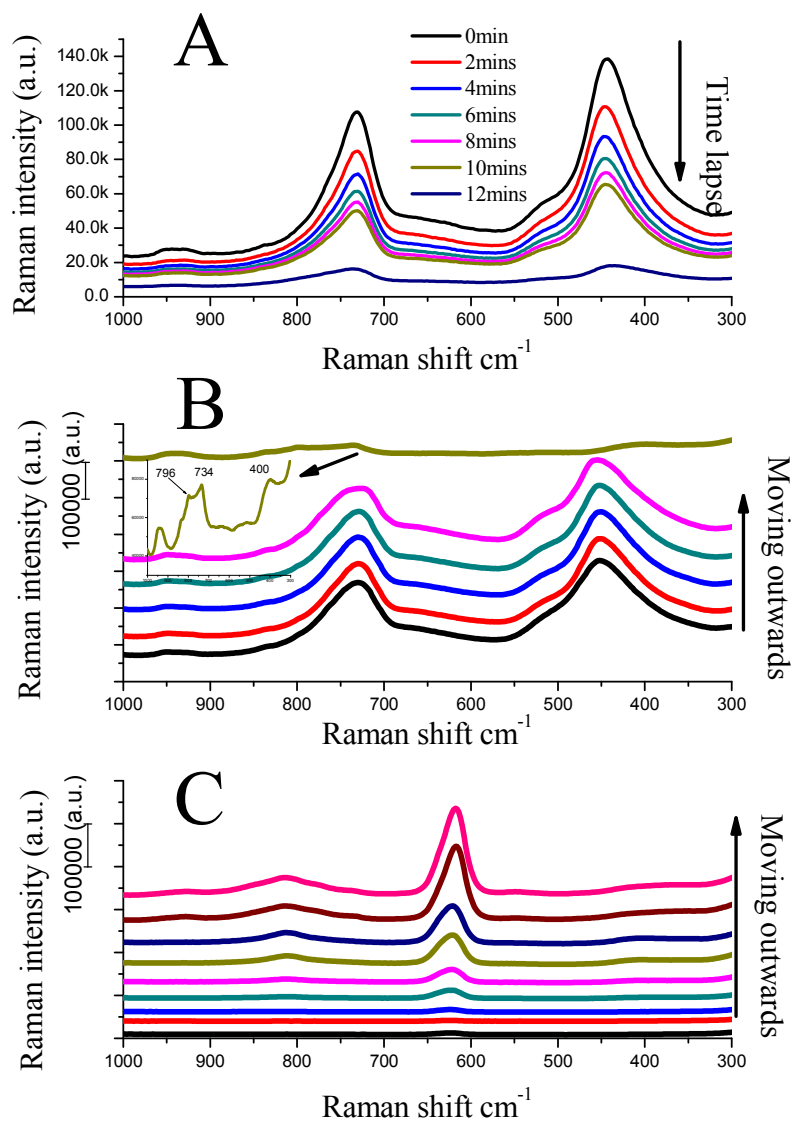 A
0min
2mins
4mins
6mins
8mins
10mins
12mins
Time lapse
Raman intensity (a.u.)
140.0k
120.0k
100.0k
80.0k
60.0k
40.0k
20.0k
0.0
1000 900 800 700 600 500 400 300
Raman shift cm-1
B
796 734 400
100000 (a.u.)
Raman intensity (a.u.)
Moving outwards
1000 900 800 700 600 500 400 300
Raman shift cm-1
C
100000 (a.u.)
Raman intensity (a.u.)
Moving outwards
1000 900 800 700 600 500 400 300
Raman shift cm-1